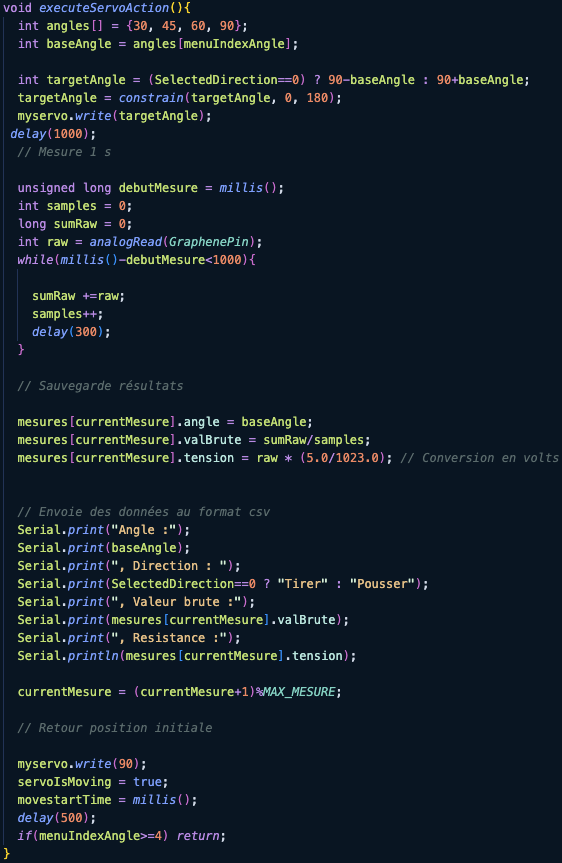 void executeServoAction(){
int angles[] = {30, 45, 60, 90};
int baseAngle = angles[menuIndexAngle];
int targetAngle = (SelectedDirection==0) ? 90-baseAngle : 90+baseAngle;
targetAngle = constrain(targetAngle, 0, 180);
myservo.write(targetAngle);
delay(1000);
// Mesure 1 s
unsigned long debutMesure = millis();
int samples = 0;
long sumRaw = 0;
int raw = analogRead(GraphenePin);
while(millis()-debutMesure<1000){
sumRaw +=raw;
samples++;
delay(300);
}
// Sauvegarde résultats
mesures[currentMesure].angle = baseAngle;
mesures[currentMesure].valBrute = sumRaw/samples;
mesures[currentMesure].tension = raw * (5.0/1023.0); // Conversion en volts
// Envoie des données au format csv
Serial.print("Angle :");
Serial.print(baseAngle);
Serial.print(", Direction : ");
Serial.print(SelectedDirection==0 ? "Tirer" : "Pousser");
Serial.print(", Valeur brute :");
Serial.print(mesures[currentMesure].valBrute);
Serial.print(", Resistance :");
Serial.println(mesures[currentMesure].tension);
currentMesure = (currentMesure+1)%MAX_MESURE;
// Retour position initiale
myservo.write(90);
servoIsMoving = true;
movestartTime = millis();
delay(500);
if(menuIndexAngle>=4) return;
}